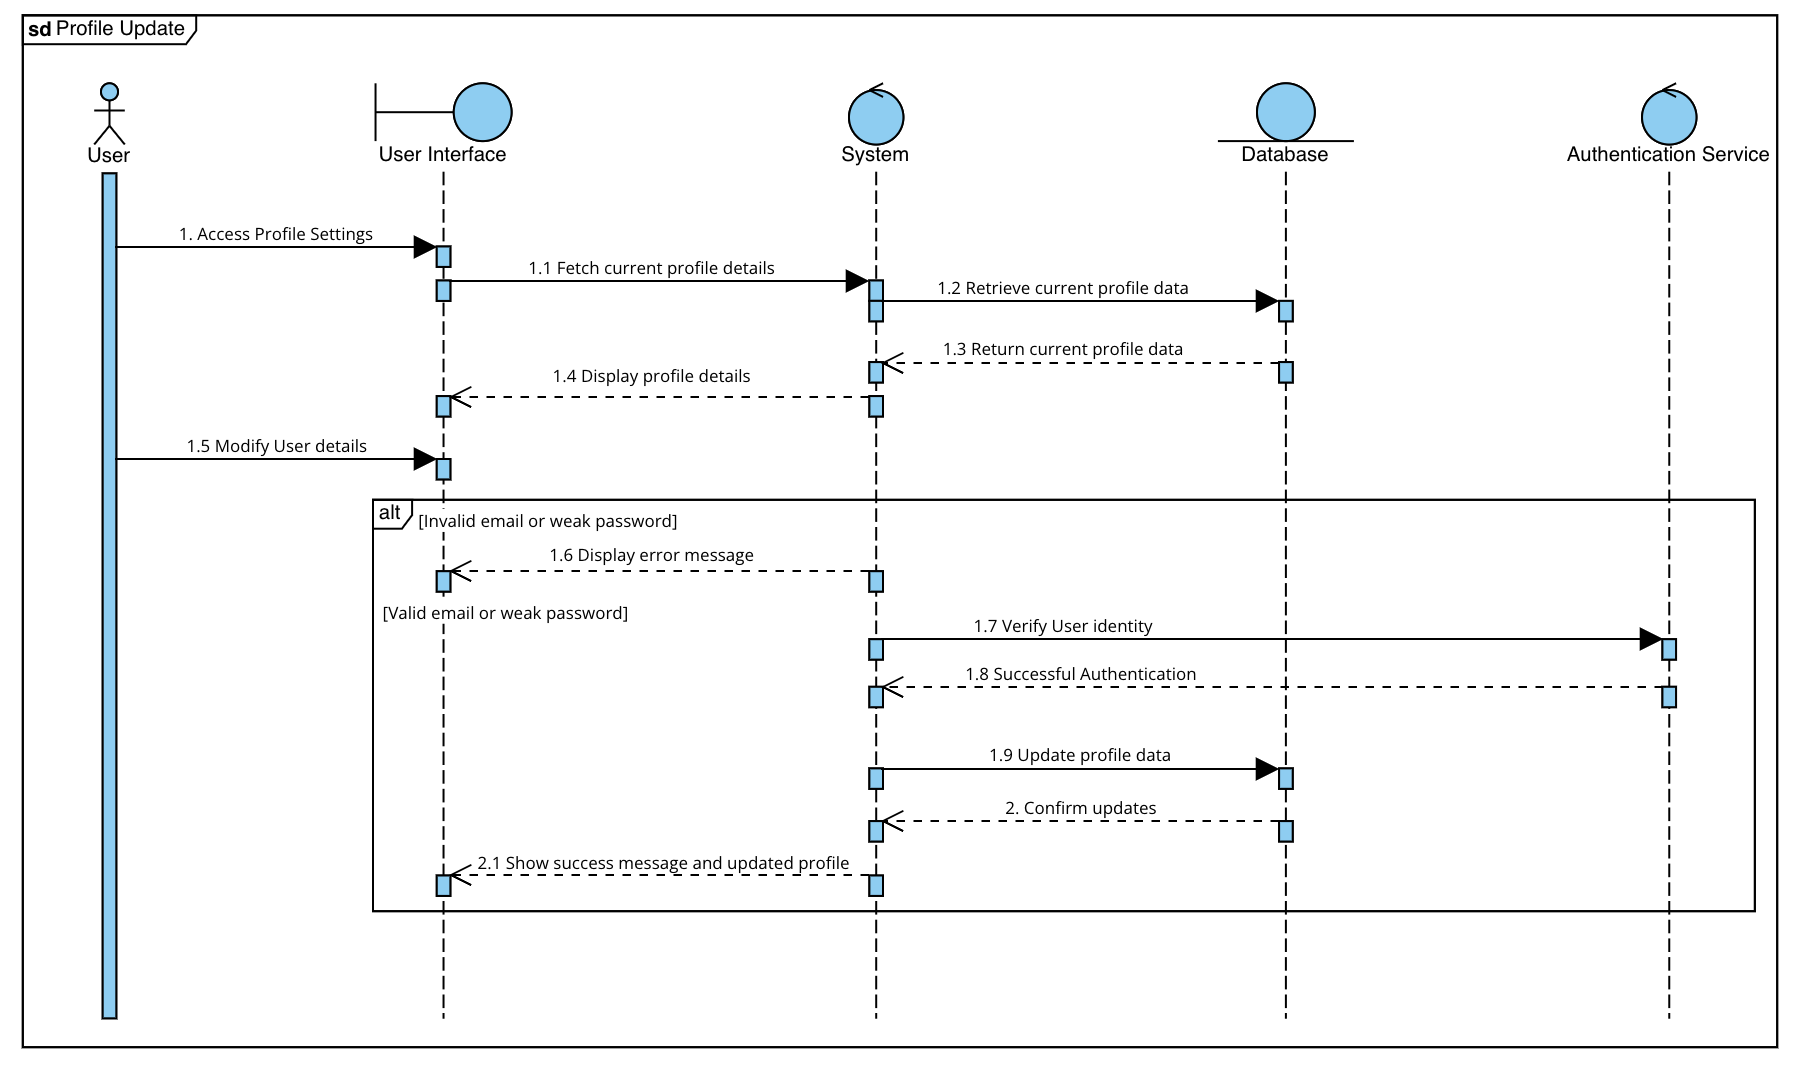 sd Profile Update
User
User Interface
System
Database
Authentication Service
1. Access Profile Settings
1.1 Fetch current profile details
1.2 Retrieve current profile data
1.3 Return current profile data
1.4 Display profile details
1.5 Modify User details
alt
[Invalid email or weak password]
1.6 Display error message
[Valid email or weak password]
1.7 Verify User identity
1.8 Successful Authentication
1.9 Update profile data
2. Confirm updates
2.1 Show success message and updated profile